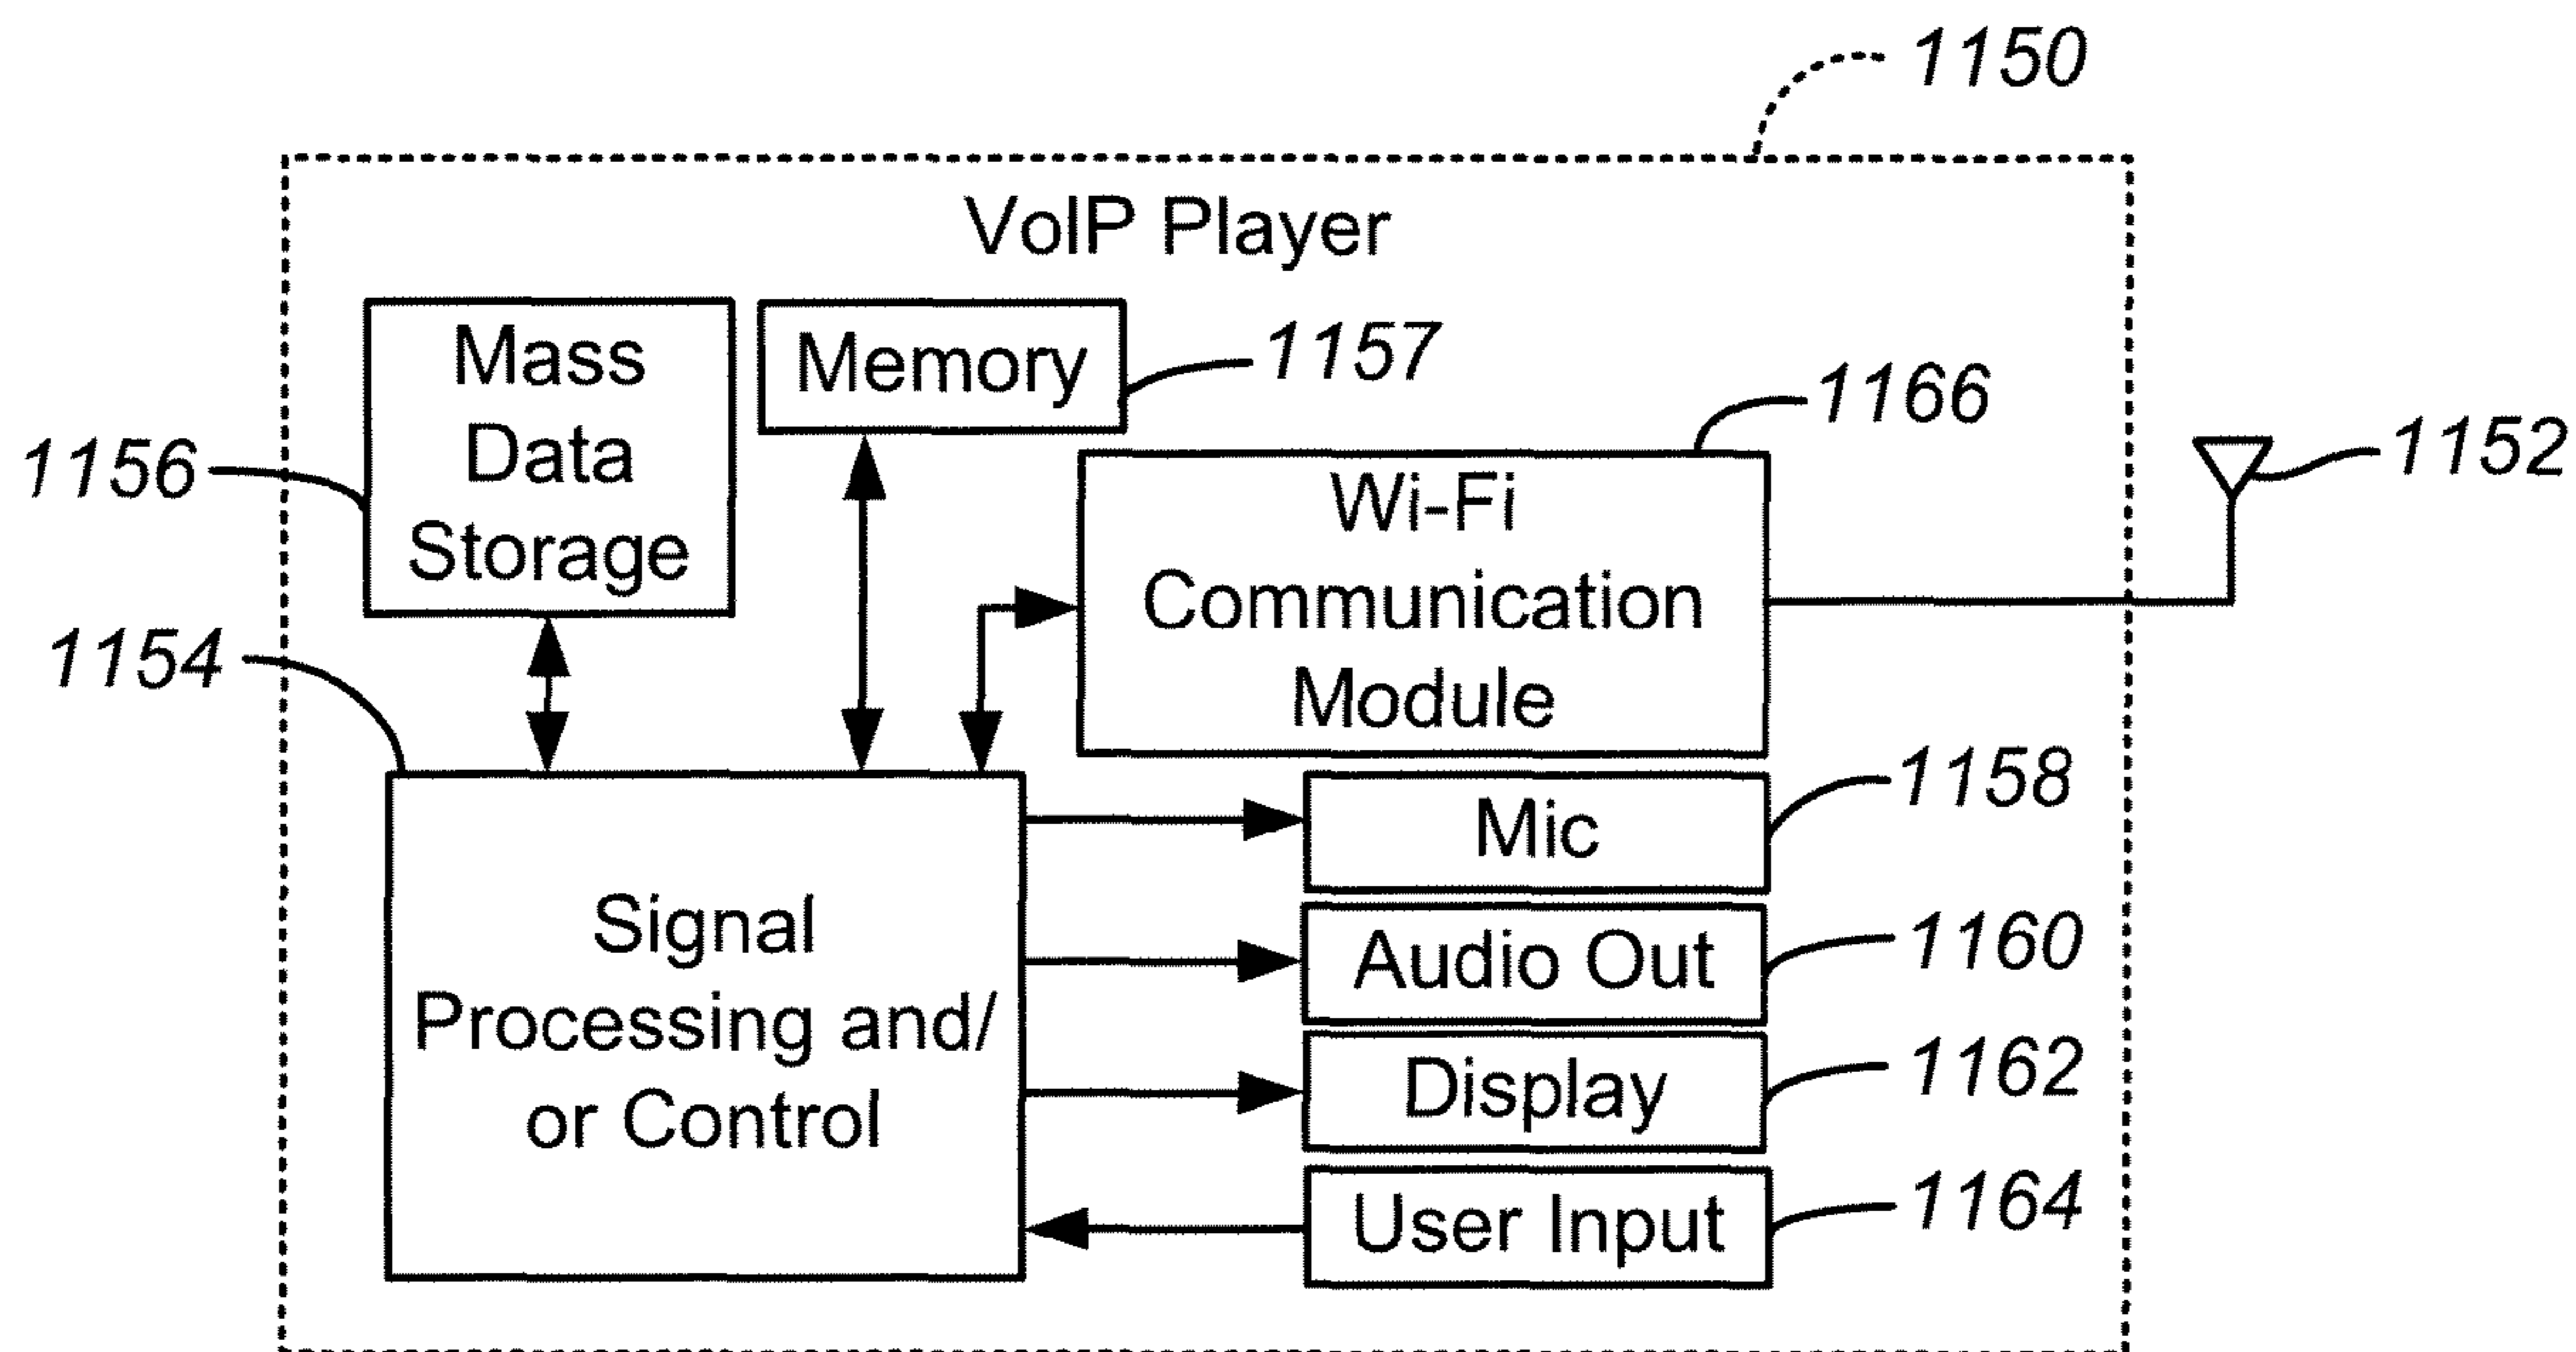 1150
VoIP Player
Mass
Data
Storage
Memory
1157
1156
1166
Wi-Fi
Communication
Module
1152
1154
Signal
Processing and/
or Control
Mic
1158
Audio Out
1160
Display
1162
User Input
1164